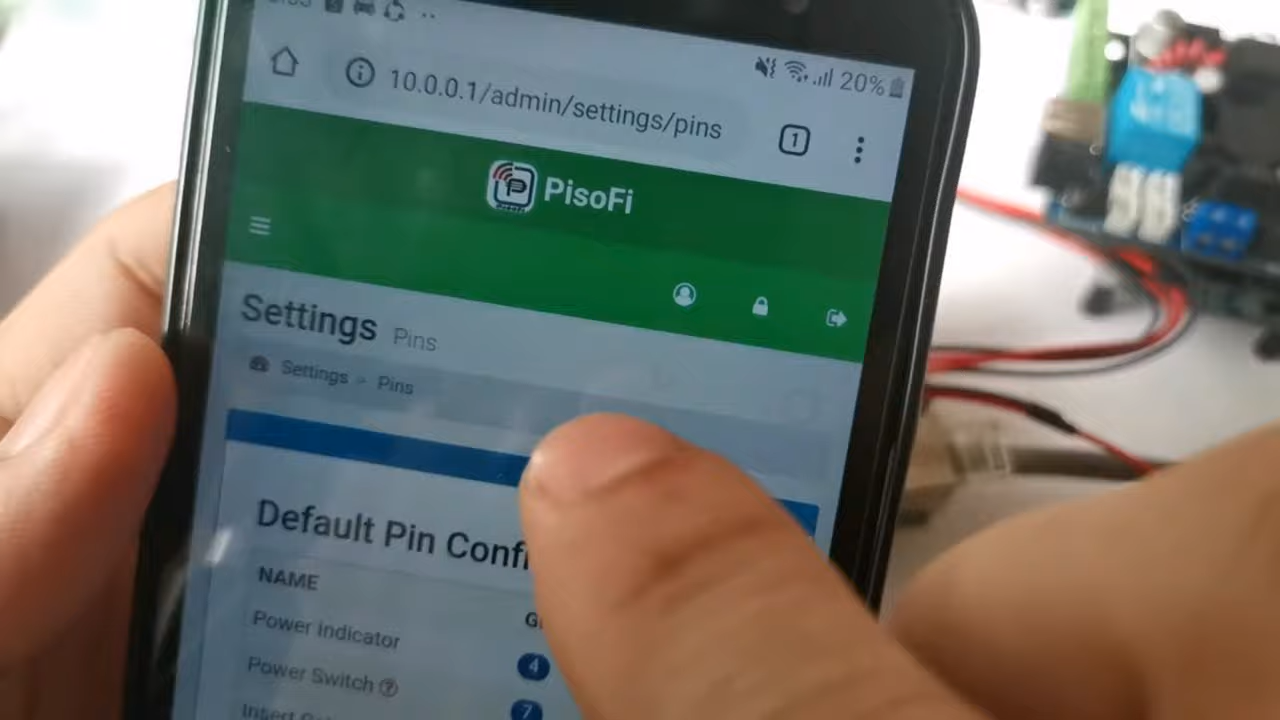 20%
10.0.0.1/admin/settings/pins
1
PisoFi
Settings Pins
Settings > Pins
Default Pin
NAME
Power Indicator
4
Power Switch ?
7